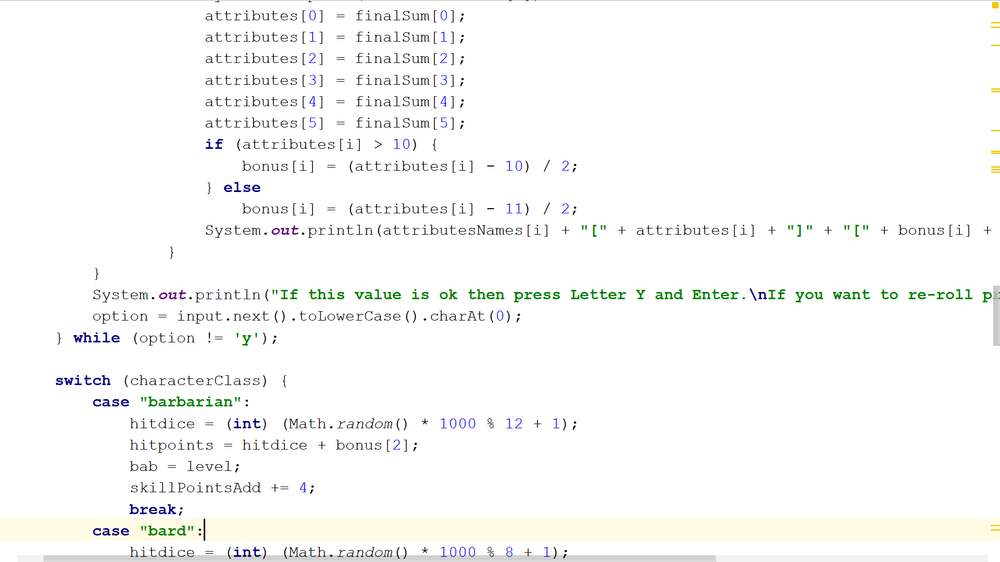 attributes[0] = finalSum[0];
attributes[1] = finalSum[1];
attributes[2] = finalSum[2];
attributes[3] = finalSum[3];
attributes[4] = finalSum[4];
attributes[5] = finalSum[5];
if (attributes[i] > 10) {
bonus[i] = (attributes[i] - 10) / 2;
} else
bonus[i] = (attributes[i] - 11) / 2;
System.out.println(attributesNames[i] + "[" + attributes[i] + "]" + "[" + bonus[i] +
}
}
System.out.println("If this value is ok then press Letter Y and Enter.\nIf you want to re-roll
option = input.next().toLowerCase().charAt(0);
} while (option != 'y');
switch (characterClass) {
case "barbarian":
hitdice = (int) (Math.random() * 1000 % 12 + 1);
hitpoints = hitdice + bonus[2];
bab = level;
skillPointsAdd += 4;
break;
case "bard":
hitdice = (int) (Math.random() * 1000 % 8 + 1);